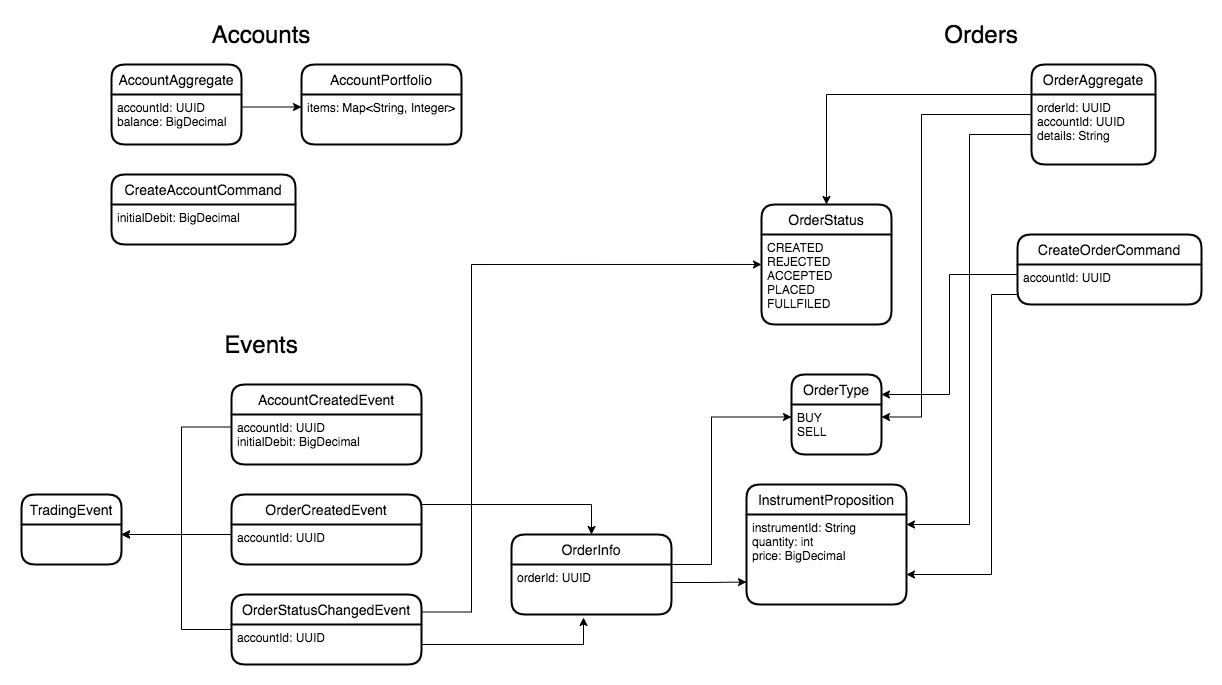 Accounts
Orders
AccountAggregate
accountId: UUID
balance: BigDecimal
AccountPortfolio
items: Map<String, Integer>
OrderAggregate
orderId: UUID
accountId: UUID
details: String
CreateAccountCommand
initialDebit: BigDecimal
OrderStatus
CREATED
REJECTED
ACCEPTED
PLACED
FULLFILED
CreateOrderCommand
accountId: UUID
Events
AccountCreatedEvent
accountId: UUID
initialDebit: BigDecimal
OrderType
BUY
SELL
TradingEvent
OrderCreatedEvent
accountId: UUID
OrderInfo
orderId: UUID
InstrumentProposition
instrumentId: String
quantity: int
price: BigDecimal
OrderStatusChangedEvent
accountId: UUID